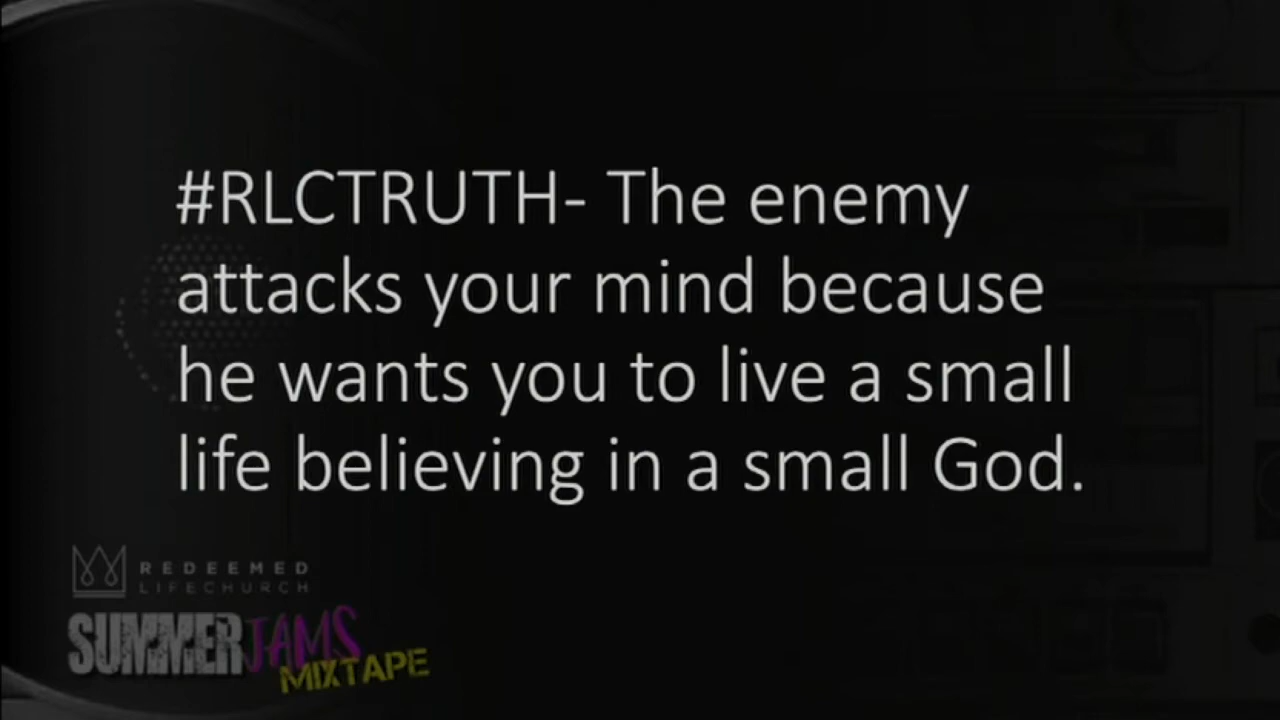 #RLCTRUTH- The enemy
attacks your mind because
he wants you to live a small
life believing in a small God.
REDEEMED
LIFECHURCH
SUMMER JAMS
MIXTAPE